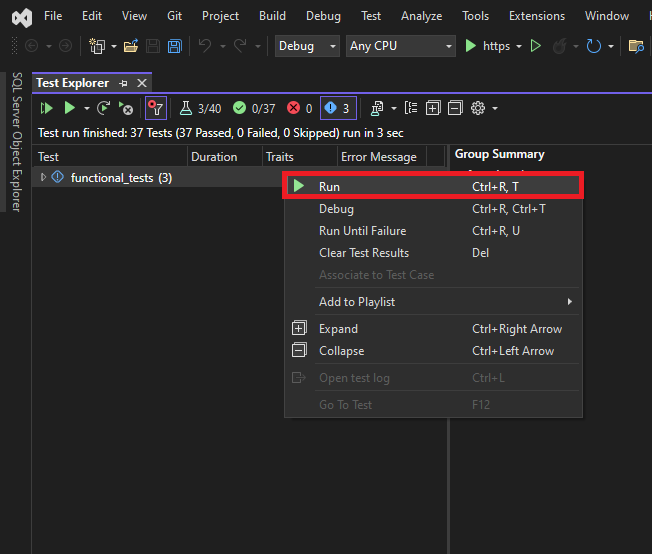 File Edit View Git Project Build Debug Test Analyze Tools Extensions Window
Debug Any CPU https
SQL Server Object Explorer
Test Explorer
3/40 0/37 0 3
Test run finished: 37 Tests (37 Passed, 0 Failed, 0 Skipped) run in 3 sec
Test Duration Traits Error Message Group Summary
functional_tests (3)
Run Ctrl+R, T
Debug Ctrl+R, Ctrl+T
Run Until Failure Ctrl+R, U
Clear Test Results Del
Associate to Test Case
Add to Playlist
Expand Ctrl+Right Arrow
Collapse Ctrl+Left Arrow
Open test log Ctrl+L
Go To Test F12